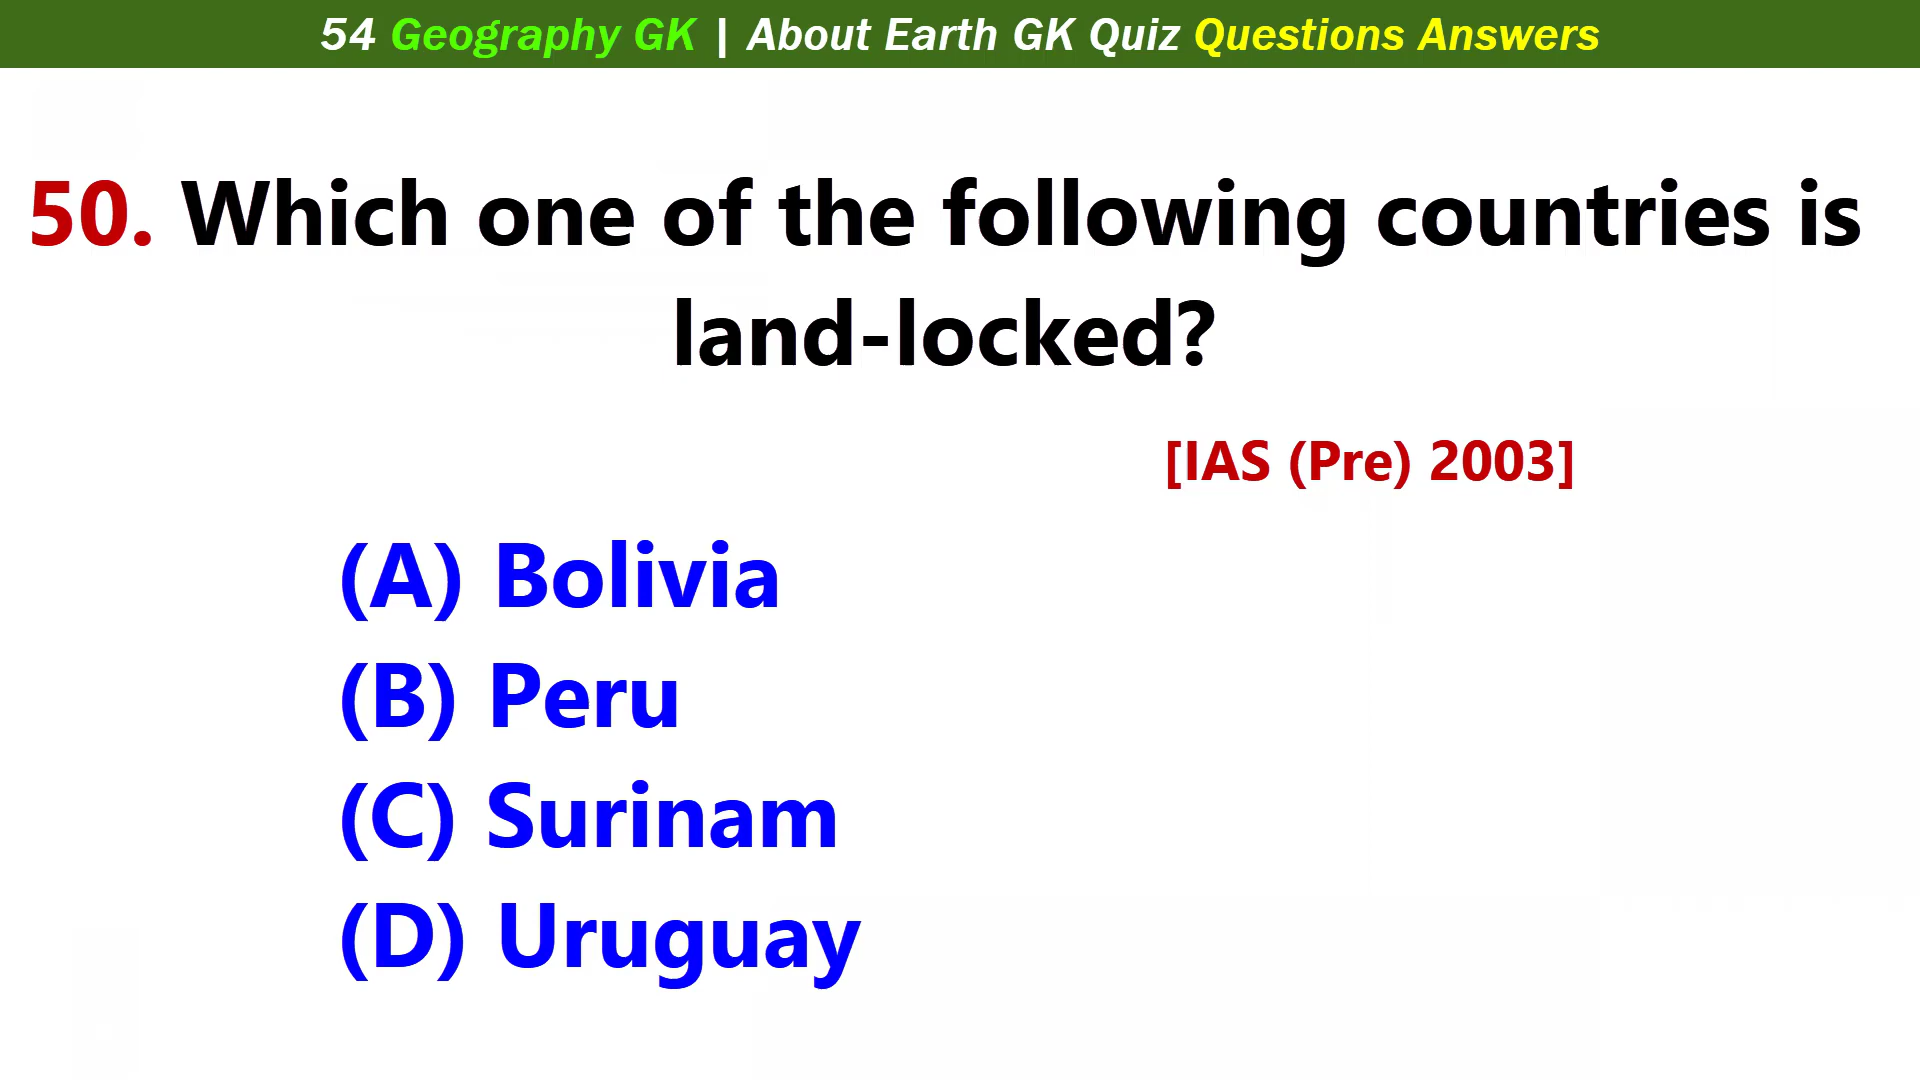 54 Geography GK | About Earth GK Quiz Questions Answers
50. Which one of the following countries is
land-locked?
[IAS (Pre) 2003]
(A) Bolivia
(B) Peru
(C) Surinam
(D) Uruguay